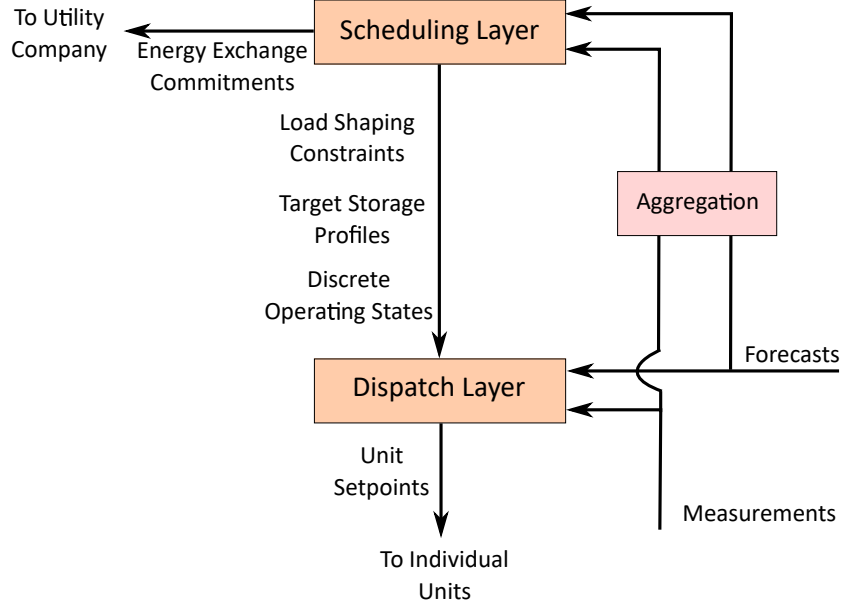 To Utility
Company
Energy Exchange
Commitments
Scheduling Layer
Load Shaping
Constraints
Target Storage
Profiles
Discrete
Operating States
Aggregation
Forecasts
Dispatch Layer
Unit
Setpoints
Measurements
To Individual
Units